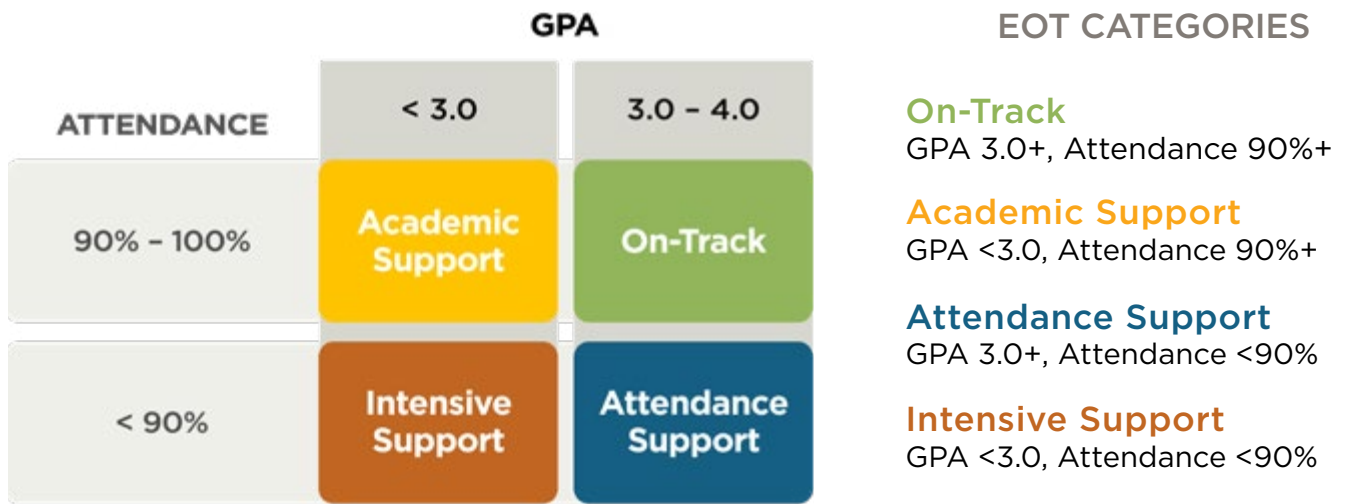 GPA
ATTENDANCE
< 3.0
3.0 – 4.0
90% – 100%
Academic
Support
On-Track
< 90%
Intensive
Support
Attendance
Support
EOT CATEGORIES
On-Track
GPA 3.0+, Attendance 90%+
Academic Support
GPA <3.0, Attendance 90%+
Attendance Support
GPA 3.0+, Attendance <90%
Intensive Support
GPA <3.0, Attendance <90%